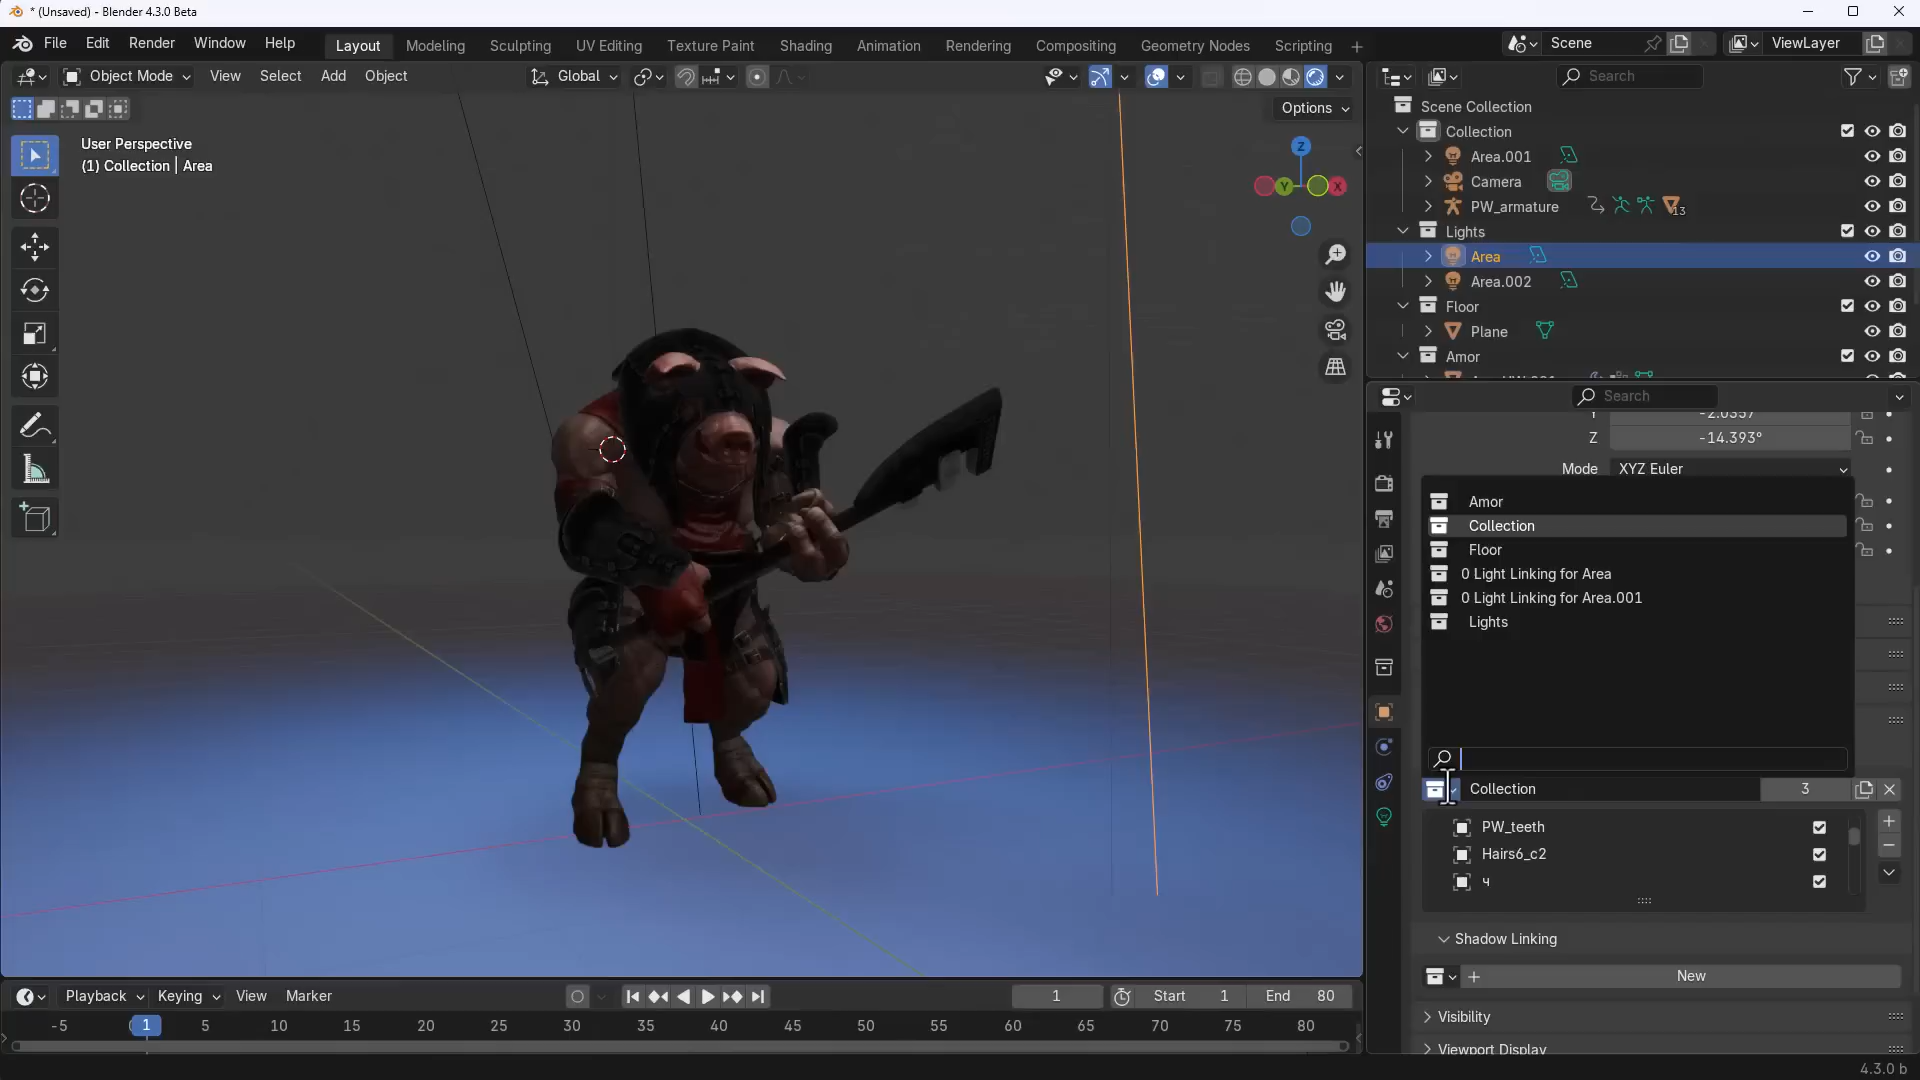 * (Unsaved) - Blender 4.3.0 Beta
File Edit Render Window Help
Layout Modeling Sculpting UV Editing Texture Paint Shading Animation Rendering Compositing Geometry Nodes Scripting +
Scene
ViewLayer
Object Mode View Select Add Object
Global
Search
Options
User Perspective
(1) Collection | Area
Z
Y
X
Scene Collection
Collection
Area.001
Camera
PW_armature
13
Lights
Area
Area.002
Floor
Plane
Amor
Search
Y -2.0357°
Z -14.393°
Mode XYZ Euler
Amor
Collection
Floor
0 Light Linking for Area
0 Light Linking for Area.001
Lights
Collection 3
PW_teeth
Hairs6_c2
ч
Shadow Linking
+ New
Visibility
Viewport Display
Playback Keying View Marker
1
Start 1
End 80
-5 1 5 10 15 20 25 30 35 40 45 50 55 60 65 70 75 80
4.3.0 b